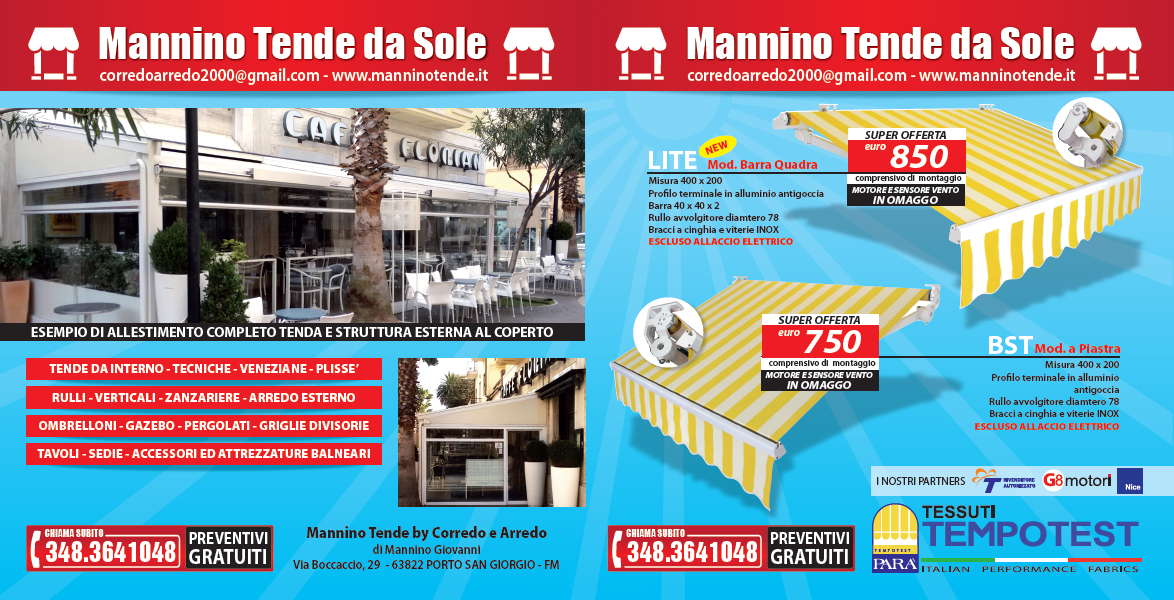 Mannino Tende da Sole
corredoarredo2000@gmail.com - www.manninotende.it
CAFFE FLORIAN
ESEMPIO DI ALLESTIMENTO COMPLETO TENDA E STRUTTURA ESTERNA AL COPERTO
TENDE DA INTERNO - TECNICHE - VENEZIANE - PLISSE’
RULLI - VERTICALI - ZANZARIERE - ARREDO ESTERNO
OMBRELLONI - GAZEBO - PERGOLATI - GRIGLIE DIVISORIE
TAVOLI - SEDIE - ACCESSORI ED ATTREZZATURE BALNEARI
CHIAMA SUBITO
348.3641048
PREVENTIVI
GRATUITI
Mannino Tende by Corredo e Arredo
di Mannino Giovanni
Via Boccaccio, 29 - 63822 PORTO SAN GIORGIO - FM
Mannino Tende da Sole
corredoarredo2000@gmail.com - www.manninotende.it
LITE NEW
Mod. Barra Quadra
Misura 400 x 200
Profilo terminale in alluminio antigoccia
Barra 40 x 40 x 2
Rullo avvolgitore diamtero 78
Bracci a cinghia e viterie INOX
ESCLUSO ALLACCIO ELETTRICO
SUPER OFFERTA
euro 850
comprensivo di montaggio
MOTORE E SENSORE VENTO
IN OMAGGIO
SUPER OFFERTA
euro 750
comprensivo di montaggio
MOTORE E SENSORE VENTO
IN OMAGGIO
BST Mod. a Piastra
Misura 400 x 200
Profilo terminale in alluminio
antigoccia
Rullo avvolgitore diamtero 78
Bracci a cinghia e viterie INOX
ESCLUSO ALLACCIO ELETTRICO
I NOSTRI PARTNERS
RIVENDITORE
AUTORIZZATO
G8 motori
Nice
CHIAMA SUBITO
348.3641048
PREVENTIVI
GRATUITI
TEMPOTEST
PARÀ
TESSUTI
TEMPOTEST
ITALIAN PERFORMANCE FABRICS